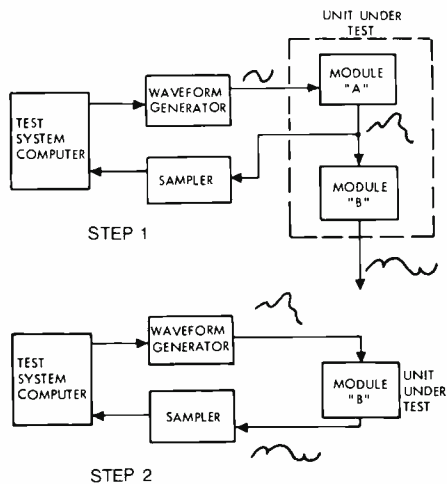 UNIT UNDER
TEST
TEST
SYSTEM
COMPUTER
WAVEFORM
GENERATOR
MODULE
"A"
SAMPLER
MODULE
"B"
STEP 1
TEST
SYSTEM
COMPUTER
WAVEFORM
GENERATOR
SAMPLER
MODULE
"B"
UNIT
UNDER
TEST
STEP 2